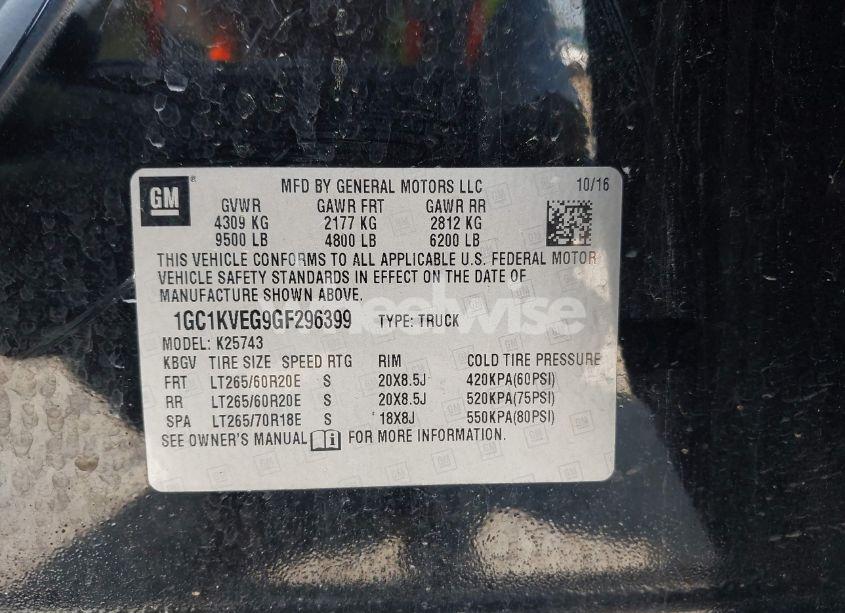 GM ® MFD BY GENERAL MOTORS LLC 10/16
GVWR GAWR FRT GAWR RR
4309 KG 2177 KG 2812 KG
9500 LB 4800 LB 6200 LB
THIS VEHICLE CONFORMS TO ALL APPLICABLE U.S. FEDERAL MOTOR
VEHICLE SAFETY STANDARDS IN EFFECT ON THE DATE OF
MANUFACTURE SHOWN ABOVE.
1GC1KVEG9GF296399 TYPE: TRUCK
wheelwise
MODEL: K25743
KBGV TIRE SIZE SPEED RTG RIM COLD TIRE PRESSURE
FRT LT265/60R20E S 20X8.5J 420KPA(60PSI)
RR LT265/60R20E S 20X8.5J 520KPA(75PSI)
SPA LT265/70R18E S 18X8J 550KPA(80PSI)
SEE OWNER'S MANUAL i FOR MORE INFORMATION.